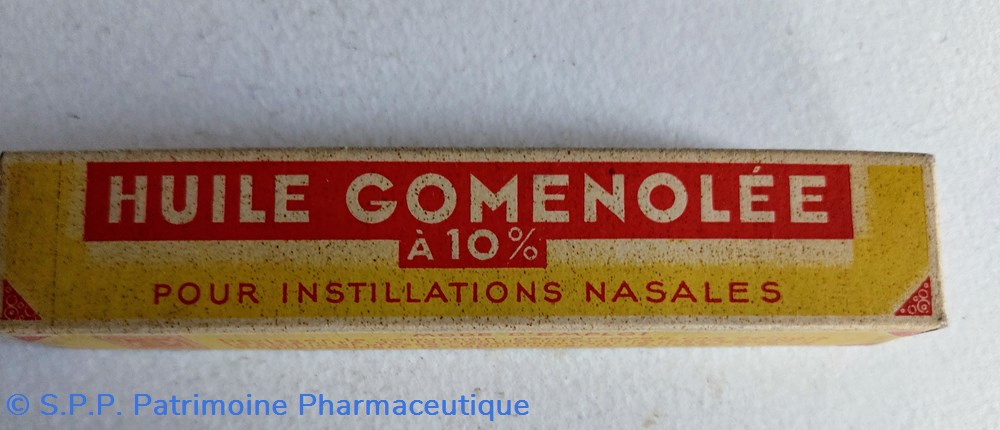 HUILE GOMENOLÉE
À 10%
POUR INSTILLATIONS NASALES
© S.P.P. Patrimoine Pharmaceutique